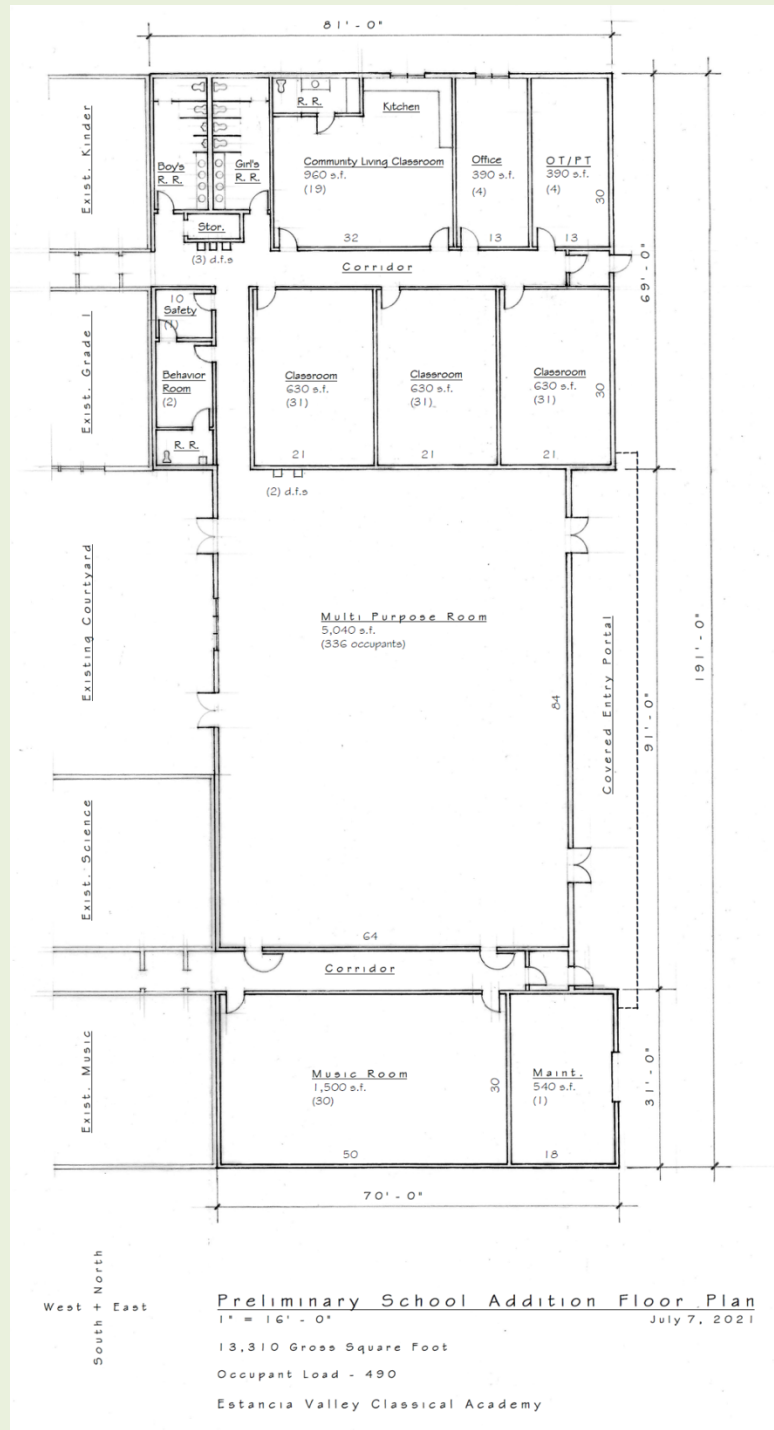 81'-0"
Exist. Kinder
Boy's
R. R.
Girl's
R. R.
R. R.
Kitchen
Community Living Classroom
960 s.f.
(19)
32
Office
390 s.f.
(4)
13
OT/PT
390 s.f.
(4)
30
13
Stor.
(3) d.f.s
Corridor
69'-0"
Exist. Grade 1
10
Safety
Behavior
Room
(2)
R. R.
Classroom
630 s.f.
(31)
21
Classroom
630 s.f.
(31)
21
Classroom
630 s.f.
(31)
30
21
(2) d.f.s
Existing Courtyard
Multi Purpose Room
5,040 s.f.
(336 occupants)
84
64
Covered Entry Portal
91'-0"
191'-0"
Exist. Science
Corridor
Exist. Music
Music Room
1,500 s.f.
(30)
30
50
Maint.
540 s.f.
(1)
18
31'-0"
70'-0"
West + East
South + North
Preliminary School Addition Floor Plan
1" = 16'-0"
July 7, 2021
13,310 Gross Square Foot
Occupant Load - 490
Estancia Valley Classical Academy